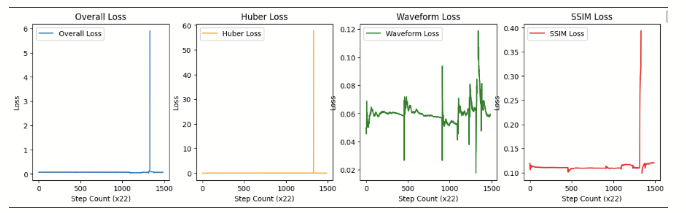 Overall Loss
Overall Loss
Loss
6
5
4
3
2
1
0
0 500 1000 1500
Step Count (x22)
Huber Loss
Huber Loss
Loss
60
50
40
30
20
10
0
0 500 1000 1500
Step Count (x22)
Waveform Loss
Waveform Loss
Loss
0.12
0.10
0.08
0.06
0.04
0.02
0 500 1000 1500
Step Count (x22)
SSIM Loss
SSIM Loss
Loss
0.40
0.35
0.30
0.25
0.20
0.15
0.10
0 500 1000 1500
Step Count (x22)